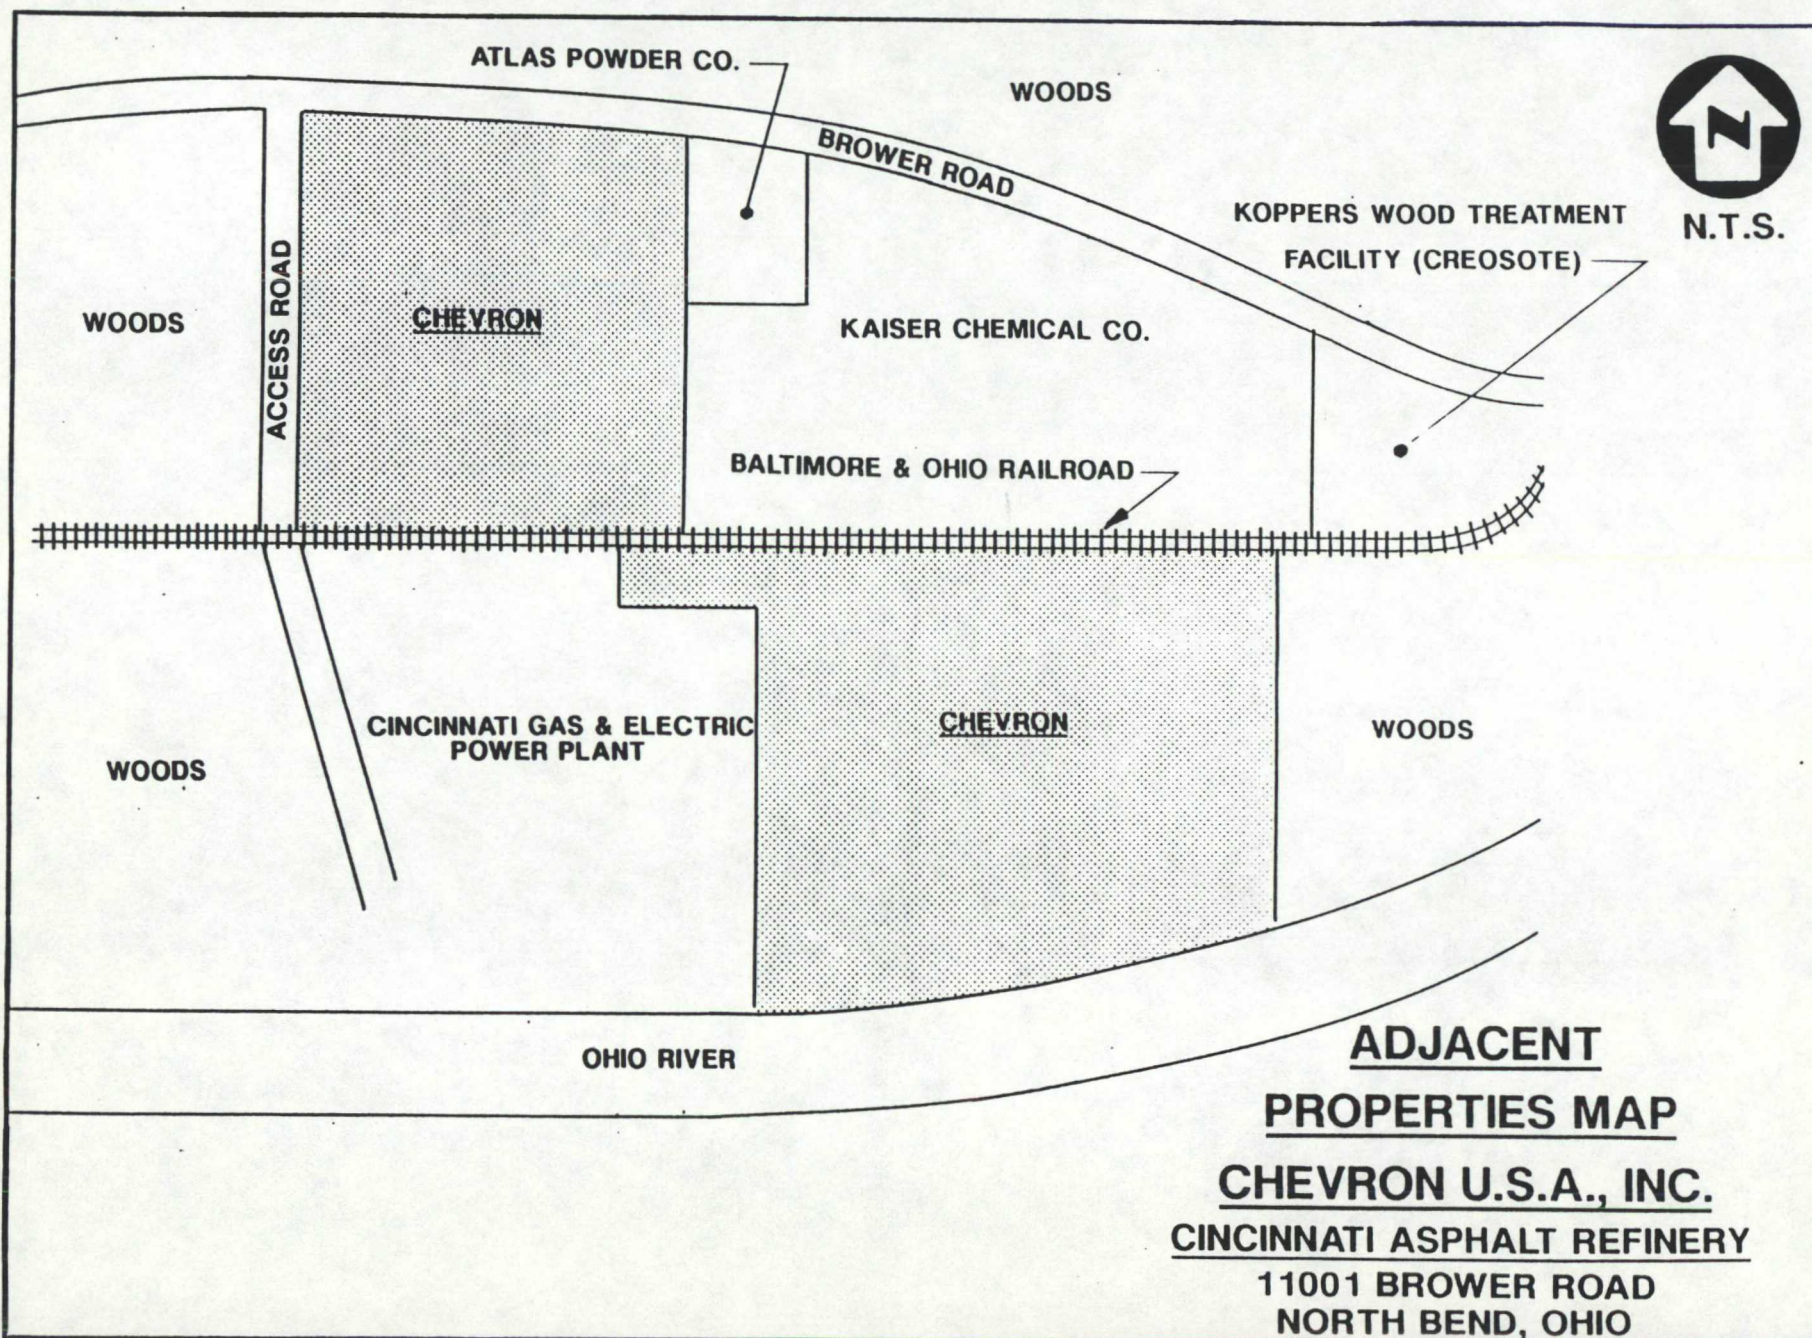 ATLAS POWDER CO.
WOODS
BROWER ROAD
N
N.T.S.
KOPPERS WOOD TREATMENT
FACILITY (CREOSOTE)
WOODS
ACCESS ROAD
CHEVRON
KAISER CHEMICAL CO.
BALTIMORE & OHIO RAILROAD
CINCINNATI GAS & ELECTRIC
POWER PLANT
CHEVRON
WOODS
WOODS
OHIO RIVER
ADJACENT
PROPERTIES MAP
CHEVRON U.S.A., INC.
CINCINNATI ASPHALT REFINERY
11001 BROWER ROAD
NORTH BEND, OHIO